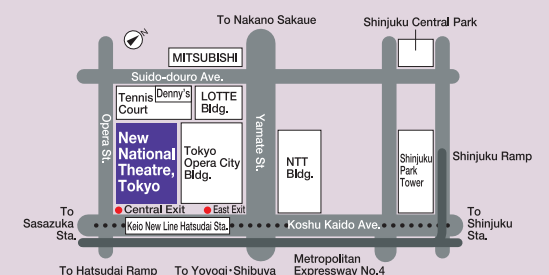 To Nakano Sakaue
Shinjuku Central Park
MITSUBISHI
Suido-douro Ave.
Tennis
Court
Denny's
LOTTE
Bldg.
Opera St.
Yamate St.
New
National
Theatre,
Tokyo
Tokyo
Opera City
Bldg.
NTT
Bldg.
Shinjuku
Park
Tower
Shinjuku Ramp
Central Exit
East Exit
To
Sasazuka
Sta.
Keio New Line Hatsudai Sta.
Koshu Kaido Ave.
To
Shinjuku
Sta.
To Hatsudai Ramp
To Yoyogi・Shibuya
Metropolitan
Expressway No.4